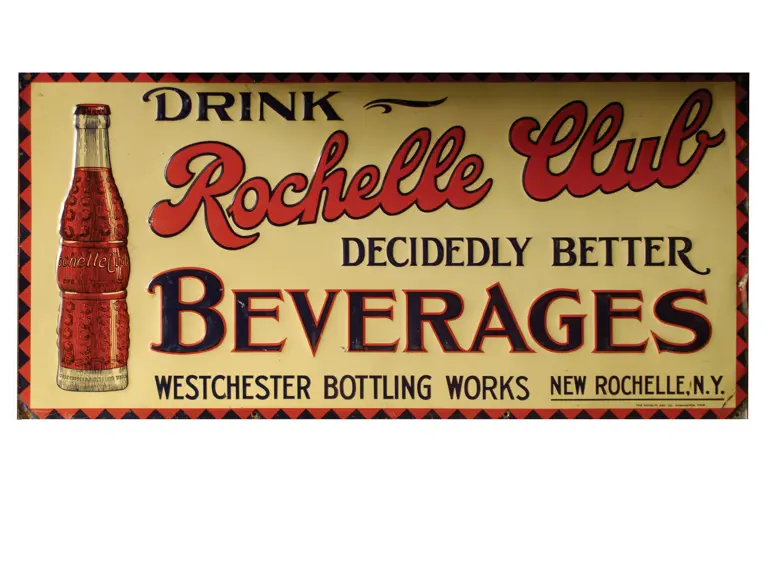 DRINK
Rochelle Club
DECIDEDLY BETTER
BEVERAGES
WESTCHESTER BOTTLING WORKS NEW ROCHELLE, N.Y.